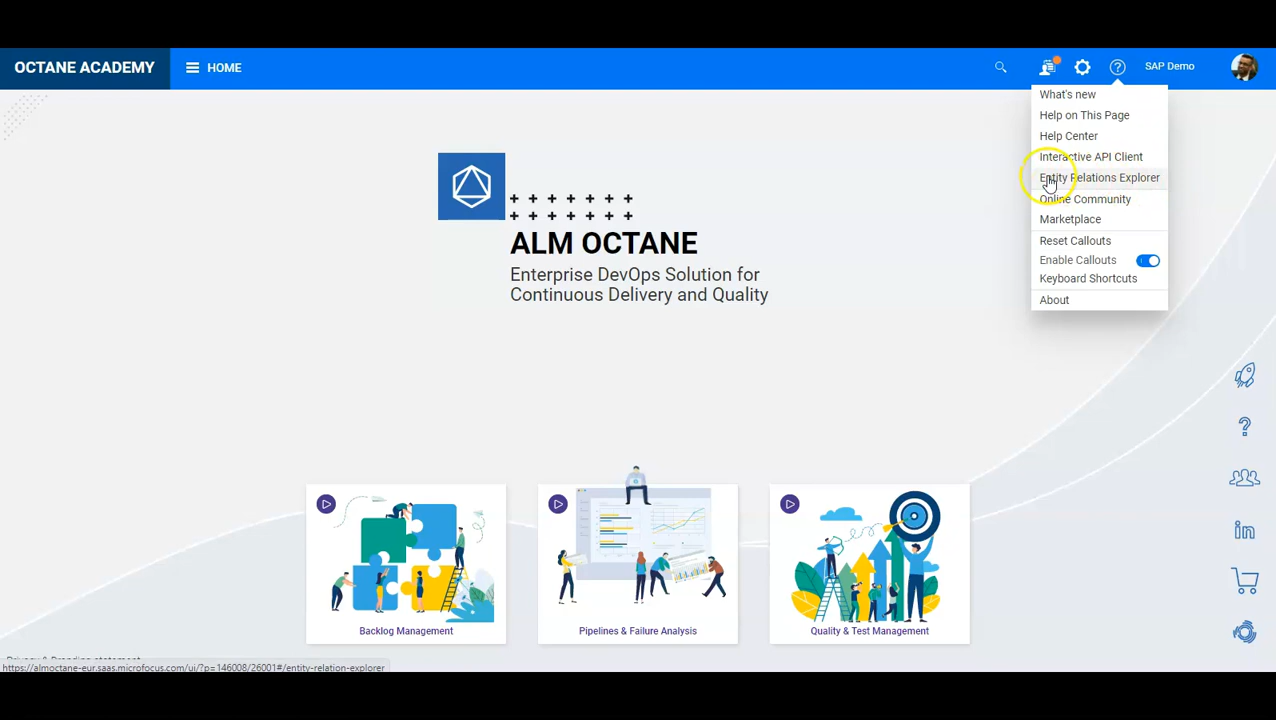 OCTANE ACADEMY
HOME
SAP Demo
What's new
Help on This Page
Help Center
Interactive API Client
Entity Relations Explorer
Online Community
Marketplace
Reset Callouts
Enable Callouts
Keyboard Shortcuts
About
ALM OCTANE
Enterprise DevOps Solution for
Continuous Delivery and Quality
?
in
Backlog Management
Pipelines & Failure Analysis
Quality & Test Management
https://almoctane-eur.saas.microfocus.com/ui/?p=146008/26001#/entity-relation-explorer